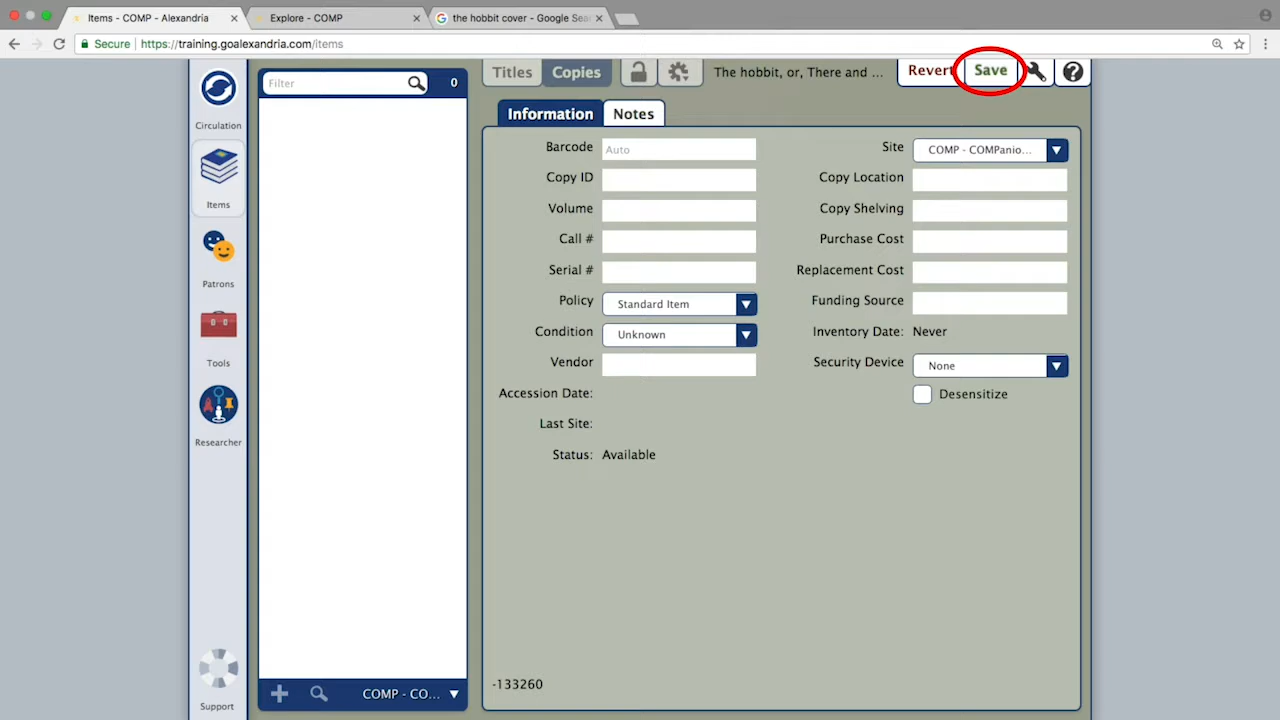 Items - COMP - Alexandria
Explore - COMP
the hobbit cover - Google Sear
Secure
https://training.goalexandria.com/items
Circulation
Items
Patrons
Tools
Researcher
Support
Filter
0
COMP - CO...
Titles
Copies
The hobbit, or, There and ...
Revert
Save
?
Information
Notes
Barcode
Auto
Copy ID
Volume
Call #
Serial #
Policy
Standard Item
Condition
Unknown
Vendor
Accession Date:
Last Site:
Status:
Available
Site
COMP - COMPanio...
Copy Location
Copy Shelving
Purchase Cost
Replacement Cost
Funding Source
Inventory Date:
Never
Security Device
None
Desensitize
-133260